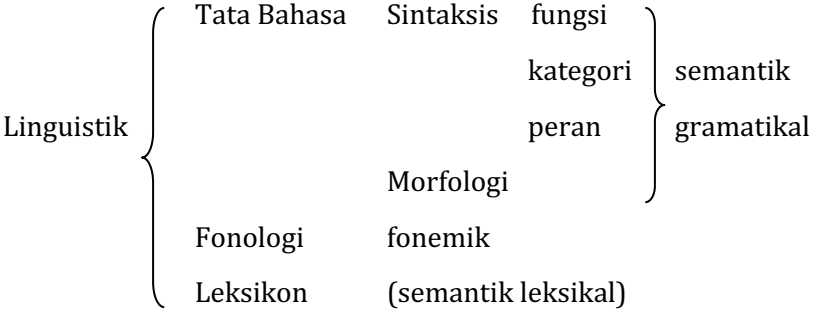 Tata Bahasa Sintaksis fungsi
kategori semantik
Linguistik peran gramatikal
Morfologi
Fonologi fonemik
Leksikon (semantik leksikal)